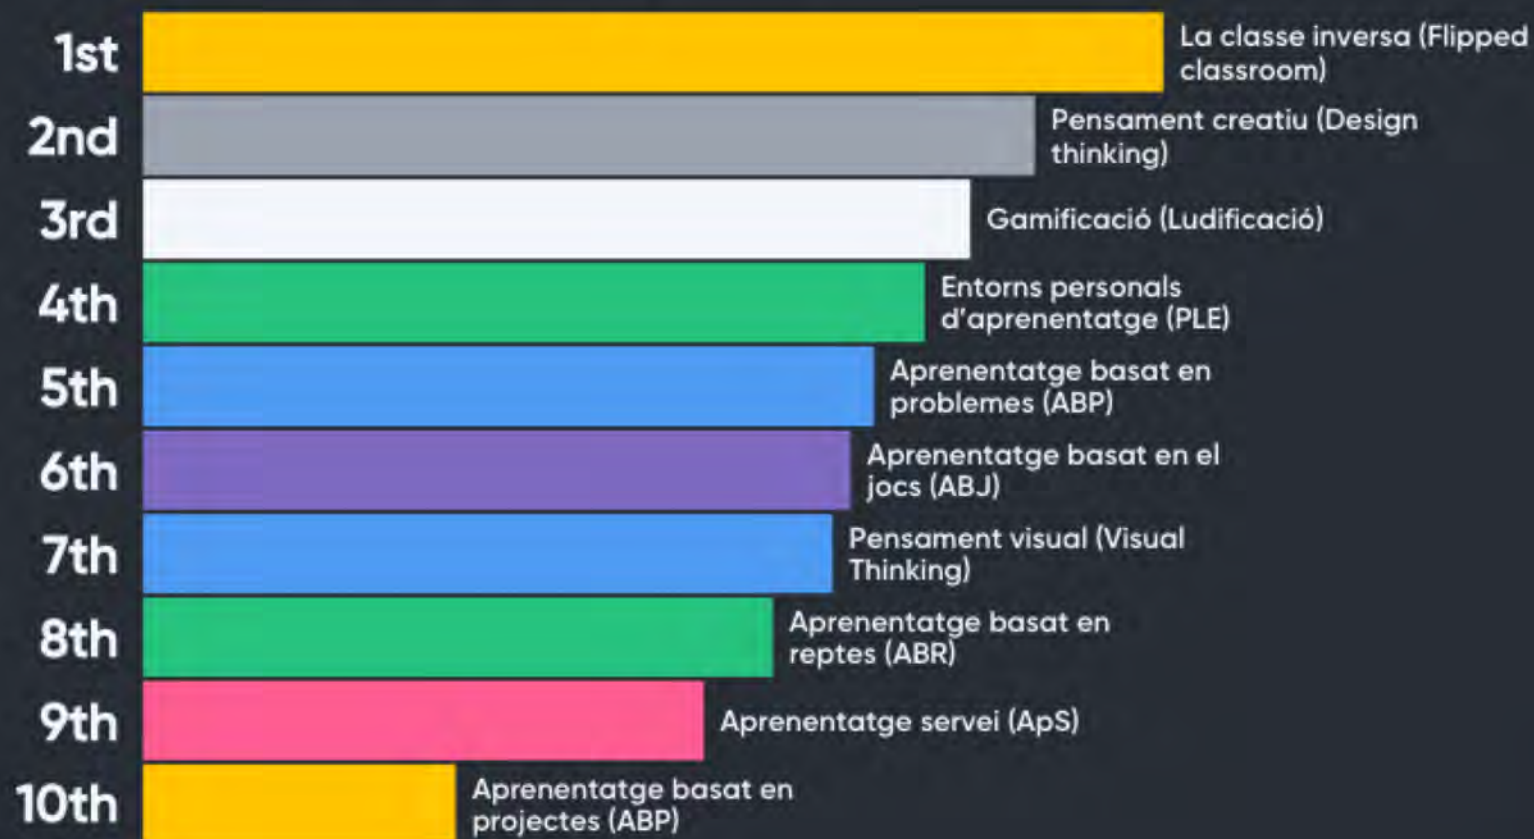 1st
La classe inversa (Flipped
classroom)
2nd
Pensament creatiu (Design
thinking)
3rd
Gamificació (Ludificació)
4th
Entorns personals
d'aprenentatge (PLE)
5th
Aprenentatge basat en
problemes (ABP)
6th
Aprenentatge basat en el
jocs (ABJ)
7th
Pensament visual (Visual
Thinking)
8th
Aprenentatge basat en
reptes (ABR)
9th
Aprenentatge servei (ApS)
10th
Aprenentatge basat en
projectes (ABP)